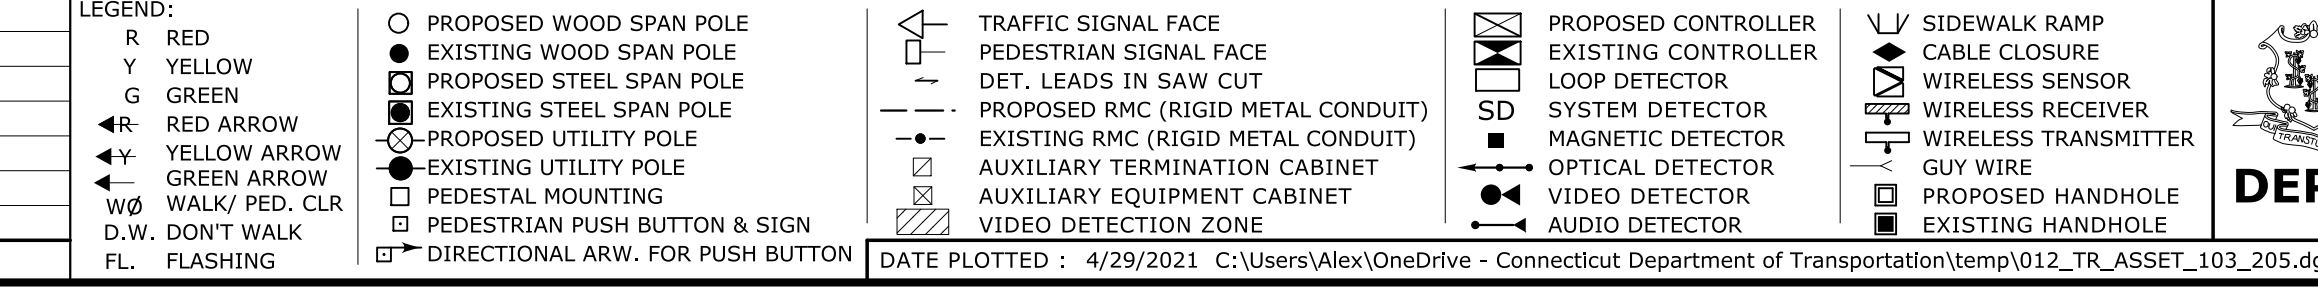 LEGEND:
R RED
Y YELLOW
G GREEN
R RED ARROW
Y YELLOW ARROW
GREEN ARROW
WØ WALK/ PED. CLR
D.W. DON'T WALK
FL. FLASHING
PROPOSED WOOD SPAN POLE
EXISTING WOOD SPAN POLE
PROPOSED STEEL SPAN POLE
EXISTING STEEL SPAN POLE
PROPOSED UTILITY POLE
EXISTING UTILITY POLE
PEDESTAL MOUNTING
PEDESTRIAN PUSH BUTTON & SIGN
DIRECTIONAL ARW. FOR PUSH BUTTON
TRAFFIC SIGNAL FACE
PEDESTRIAN SIGNAL FACE
DET. LEADS IN SAW CUT
PROPOSED RMC (RIGID METAL CONDUIT)
EXISTING RMC (RIGID METAL CONDUIT)
AUXILIARY TERMINATION CABINET
AUXILIARY EQUIPMENT CABINET
VIDEO DETECTION ZONE
PROPOSED CONTROLLER
EXISTING CONTROLLER
LOOP DETECTOR
SD SYSTEM DETECTOR
MAGNETIC DETECTOR
OPTICAL DETECTOR
VIDEO DETECTOR
AUDIO DETECTOR
SIDEWALK RAMP
CABLE CLOSURE
WIRELESS SENSOR
WIRELESS RECEIVER
WIRELESS TRANSMITTER
GUY WIRE
PROPOSED HANDHOLE
EXISTING HANDHOLE
DATE PLOTTED : 4/29/2021 C:\Users\Alex\OneDrive - Connecticut Department of Transportation\temp\012_TR_ASSET_103_205.dg
DEP